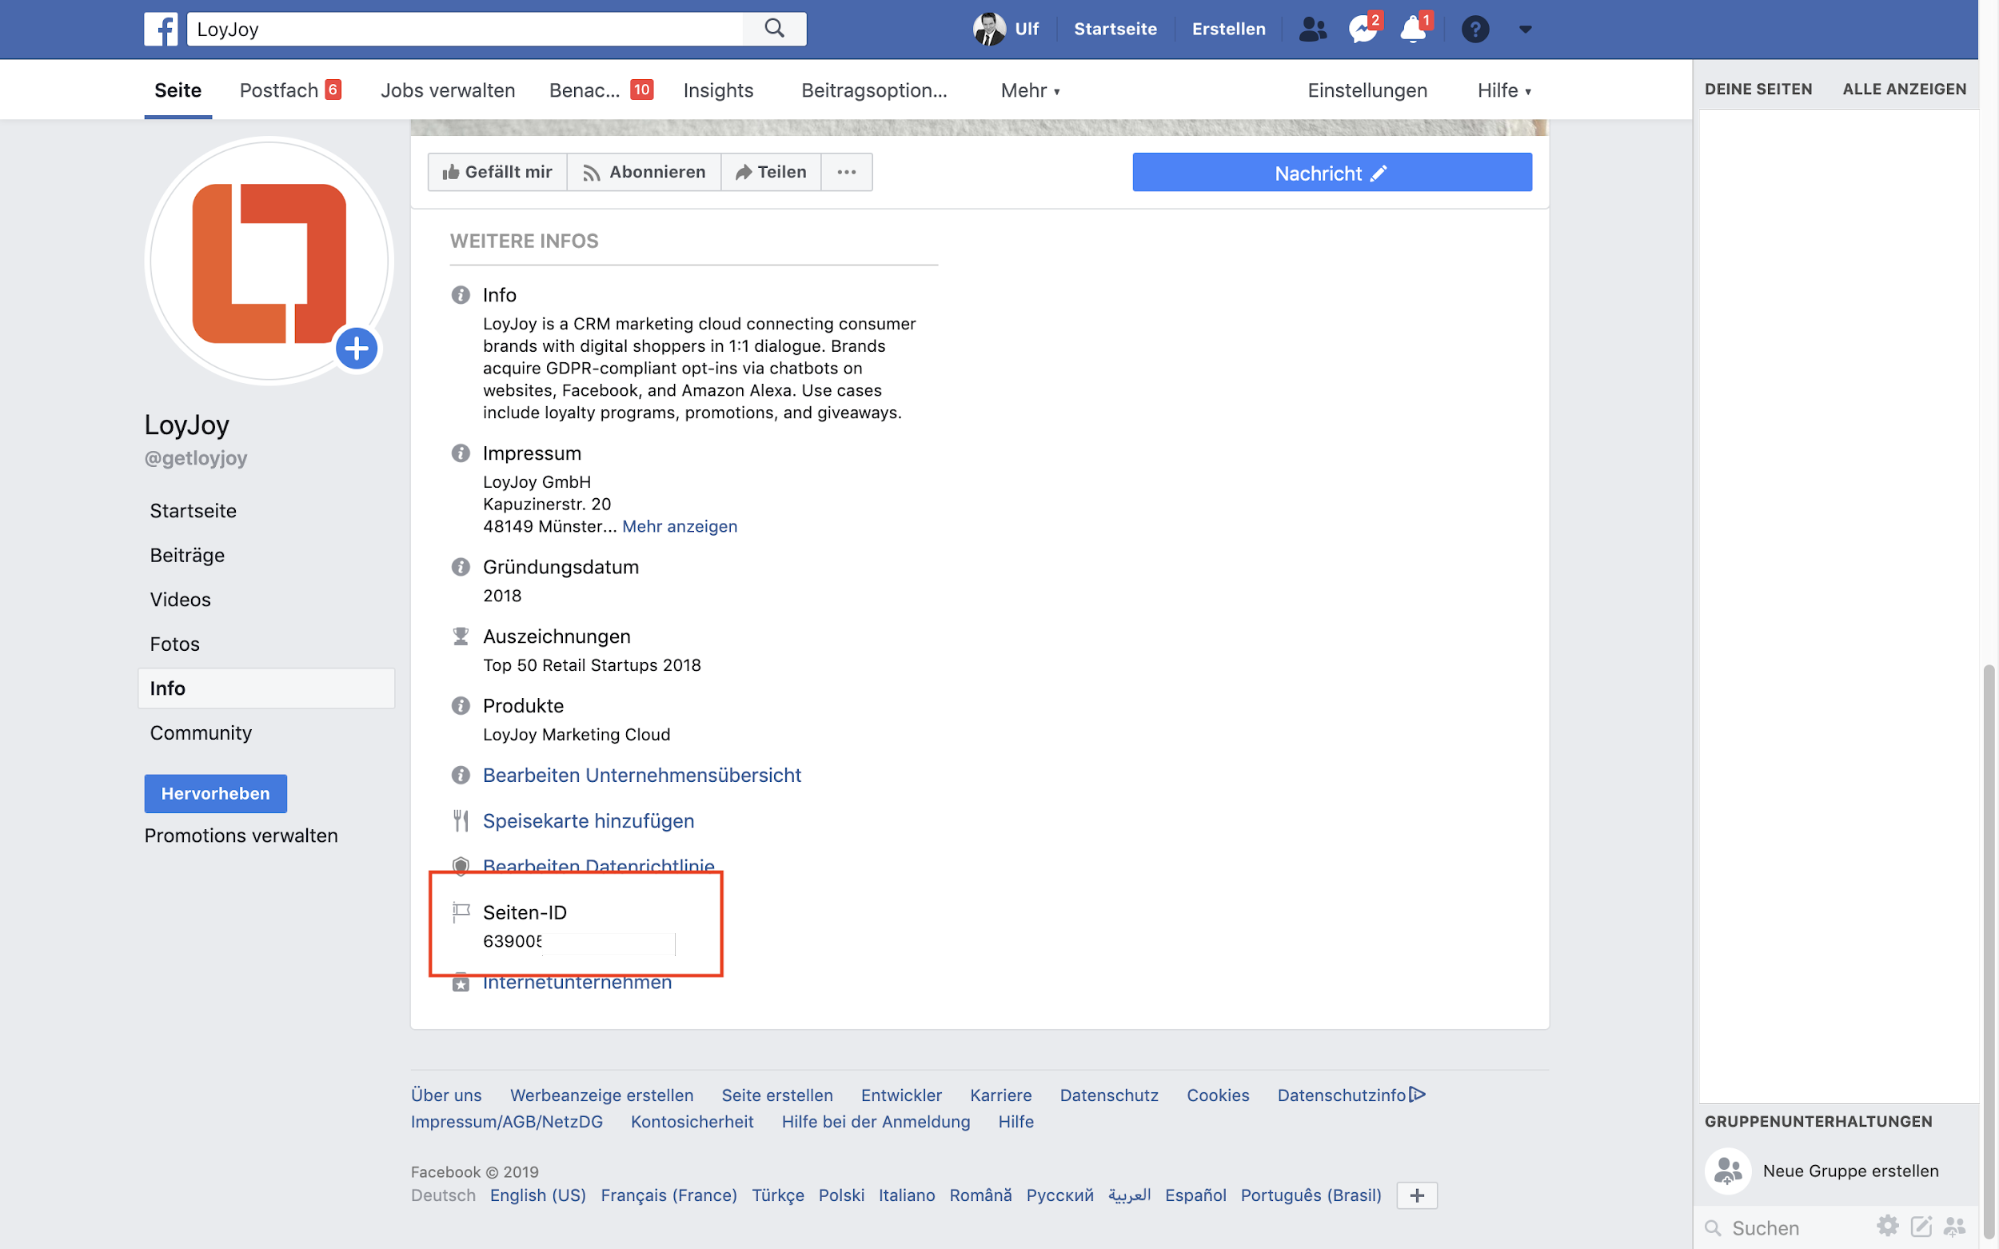 LoyJoy
Ulf
Startseite
Erstellen
2
1
Seite
Postfach 6
Jobs verwalten
Benac... 10
Insights
Beitragsoption...
Mehr
Einstellungen
Hilfe
DEINE SEITEN
ALLE ANZEIGEN
Gefällt mir
Abonnieren
Teilen
Nachricht
LoyJoy
@getloyjoy
Startseite
Beiträge
Videos
Fotos
Info
Community
Hervorheben
Promotions verwalten
WEITERE INFOS
Info
LoyJoy is a CRM marketing cloud connecting consumer
brands with digital shoppers in 1:1 dialogue. Brands
acquire GDPR-compliant opt-ins via chatbots on
websites, Facebook, and Amazon Alexa. Use cases
include loyalty programs, promotions, and giveaways.
Impressum
LoyJoy GmbH
Kapuzinerstr. 20
48149 Münster... Mehr anzeigen
Gründungsdatum
2018
Auszeichnungen
Top 50 Retail Startups 2018
Produkte
LoyJoy Marketing Cloud
Bearbeiten Unternehmensübersicht
Speisekarte hinzufügen
Bearbeiten Datenrichtlinie
Seiten-ID
639005
Internetunternehmen
Über uns Werbeanzeige erstellen Seite erstellen Entwickler Karriere Datenschutz Cookies Datenschutzinfo
Impressum/AGB/NetzDG Kontosicherheit Hilfe bei der Anmeldung Hilfe
Facebook © 2019
Deutsch English (US) Français (France) Türkçe Polski Italiano Română Русский العربية Español Português (Brasil)
GRUPPENUNTERHALTUNGEN
Neue Gruppe erstellen
Suchen